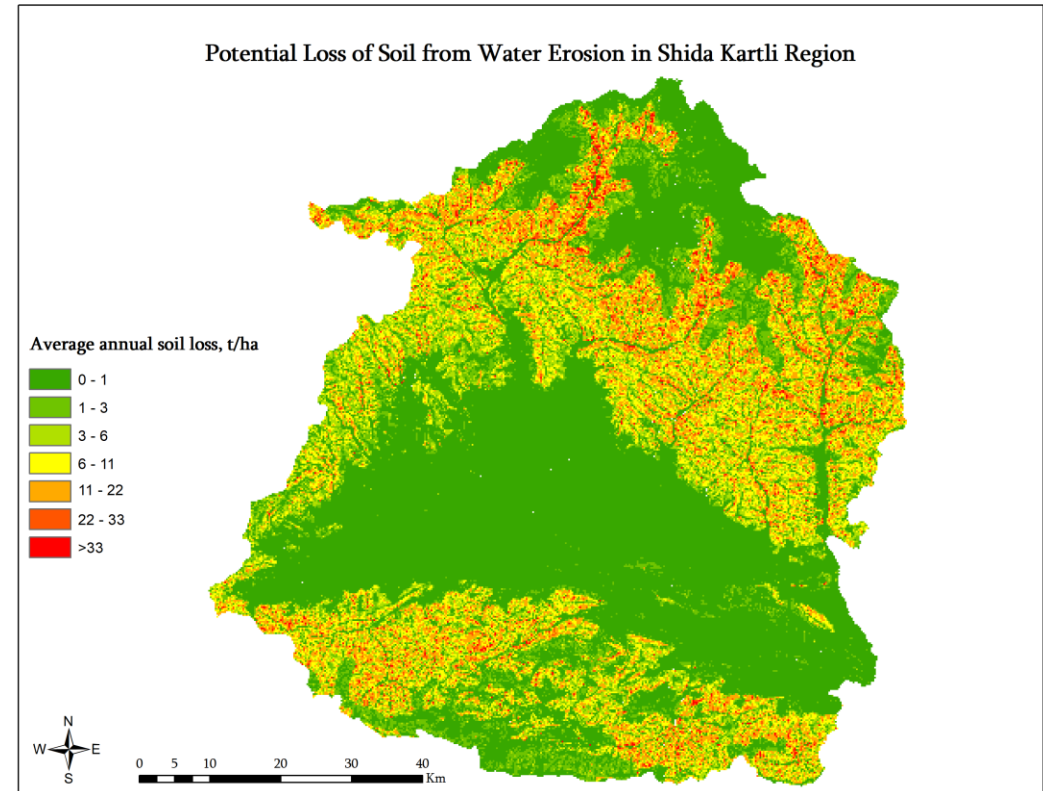 Potential Loss of Soil from Water Erosion in Shida Kartli Region
Average annual soil loss, t/ha
0 - 1
1 - 3
3 - 6
6 - 11
11 - 22
22 - 33
>33
N
W E
S
0 5 10 20 30 40
Km